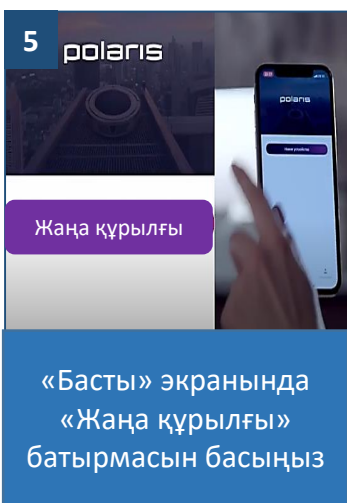 5
polaris
polaris
Жаңа құрылғы
«Басты» экранында
«Жаңа құрылғы»
батырмасын басыңыз